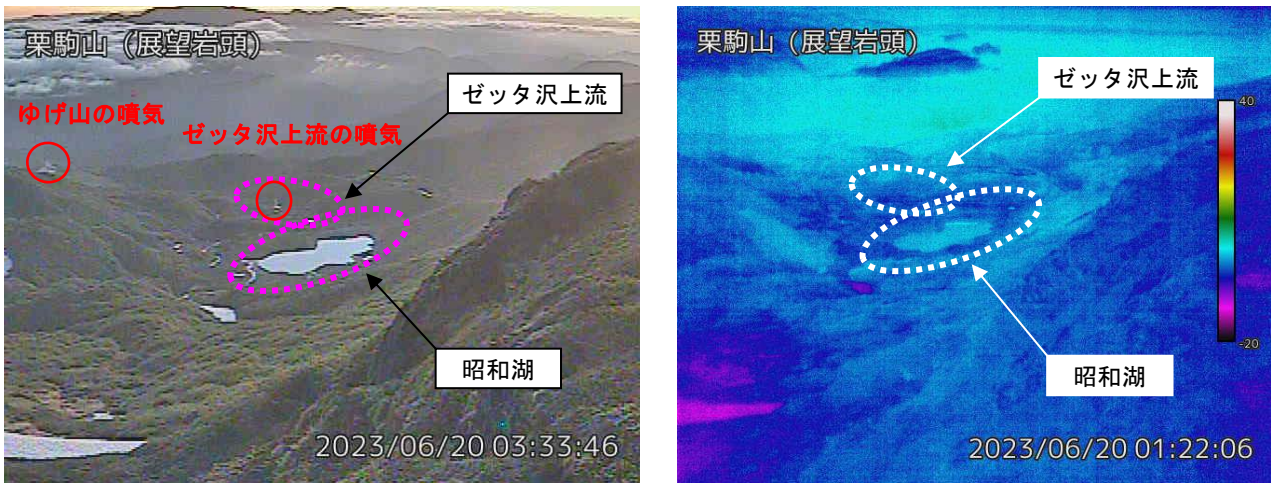 栗駒山（展望岩頭）
ゼッタ沢上流
ゆげ山の噴気
ゼッタ沢上流の噴気
昭和湖
2023/06/20 03:33:46
栗駒山（展望岩頭）
ゼッタ沢上流
40
-20
昭和湖
2023/06/20 01:22:06